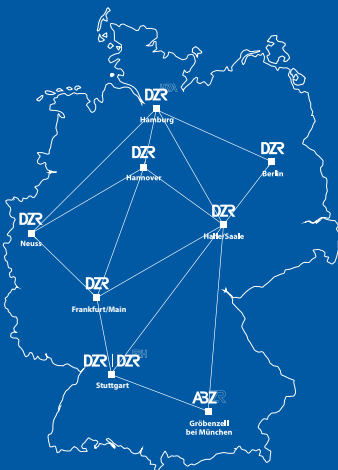 DZR
Hamburg
DZR
Hannover
DZR
Berlin
DZR
Neuss
DZR
Halle/Saale
DZR
Frankfurt/Main
DZR DZR H
Stuttgart
ABZ R
Gröbenzell
bei München